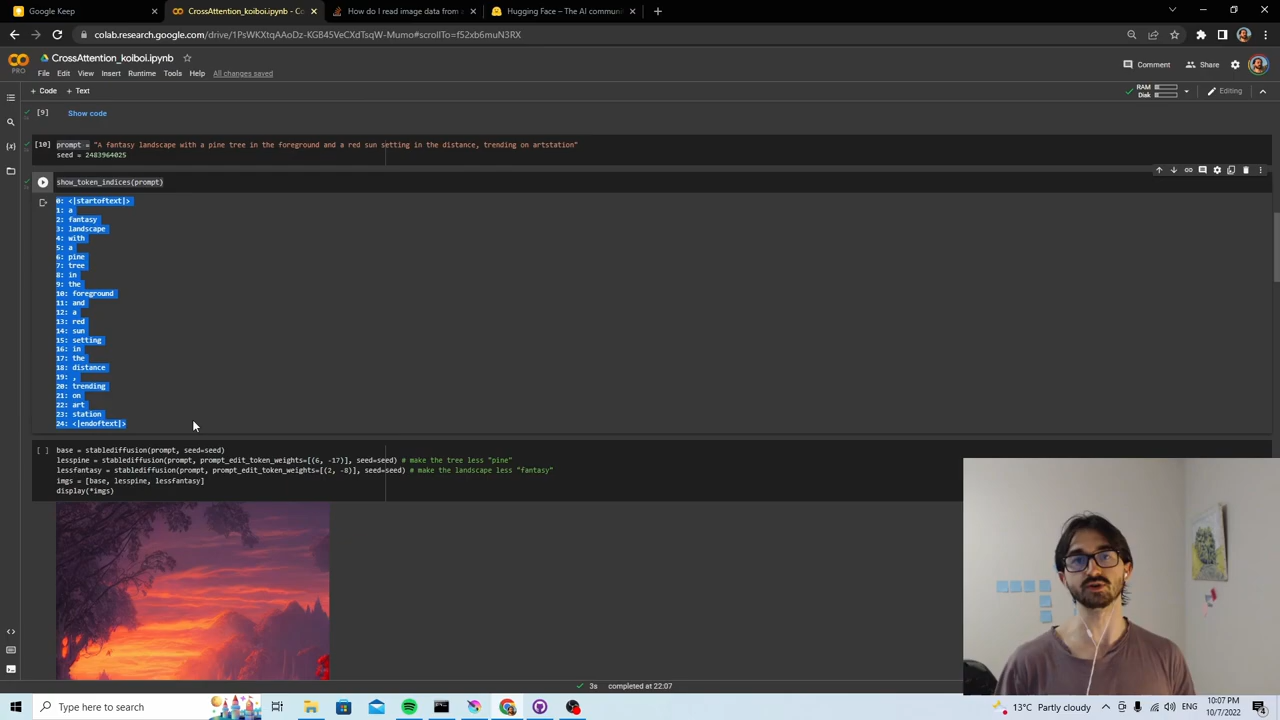 Google Keep
CrossAttention_koiboi.ipynb - Co
How do I read image data from a
Hugging Face – The AI communi
colab.research.google.com/drive/1PsWKXtqAAoDz-KGB45VeCXdTsqW-Mumo#scrollTo=f52xb6muN3RX
CrossAttention_koiboi.ipynb
PRO
Comment
Share
File Edit View Insert Runtime Tools Help All changes saved
+ Code + Text
RAM
Disk
Editing
[9]
Show code
[10]
prompt = "A fantasy landscape with a pine tree in the foreground and a red sun setting in the distance, trending on artstation"
seed = 2483964025
show_token_indices(prompt)
0: <|startoftext|>
1: a
2: fantasy
3: landscape
4: with
5: a
6: pine
7: tree
8: in
9: the
10: foreground
11: and
12: a
13: red
14: sun
15: setting
16: in
17: the
18: distance
19: ,
20: trending
21: on
22: art
23: station
24: <|endoftext|>
[ ]
base = stablediffusion(prompt, seed=seed)
lesspine = stablediffusion(prompt, prompt_edit_token_weights=[(6, -17)], seed=seed) # make the tree less "pine"
lessfantasy = stablediffusion(prompt, prompt_edit_token_weights=[(2, -8)], seed=seed) # make the landscape less "fantasy"
imgs = [base, lesspine, lessfantasy]
display(*imgs)
3s completed at 22:07
Type here to search
13°C Partly cloudy
ENG
10:07 PM
10/7/2022